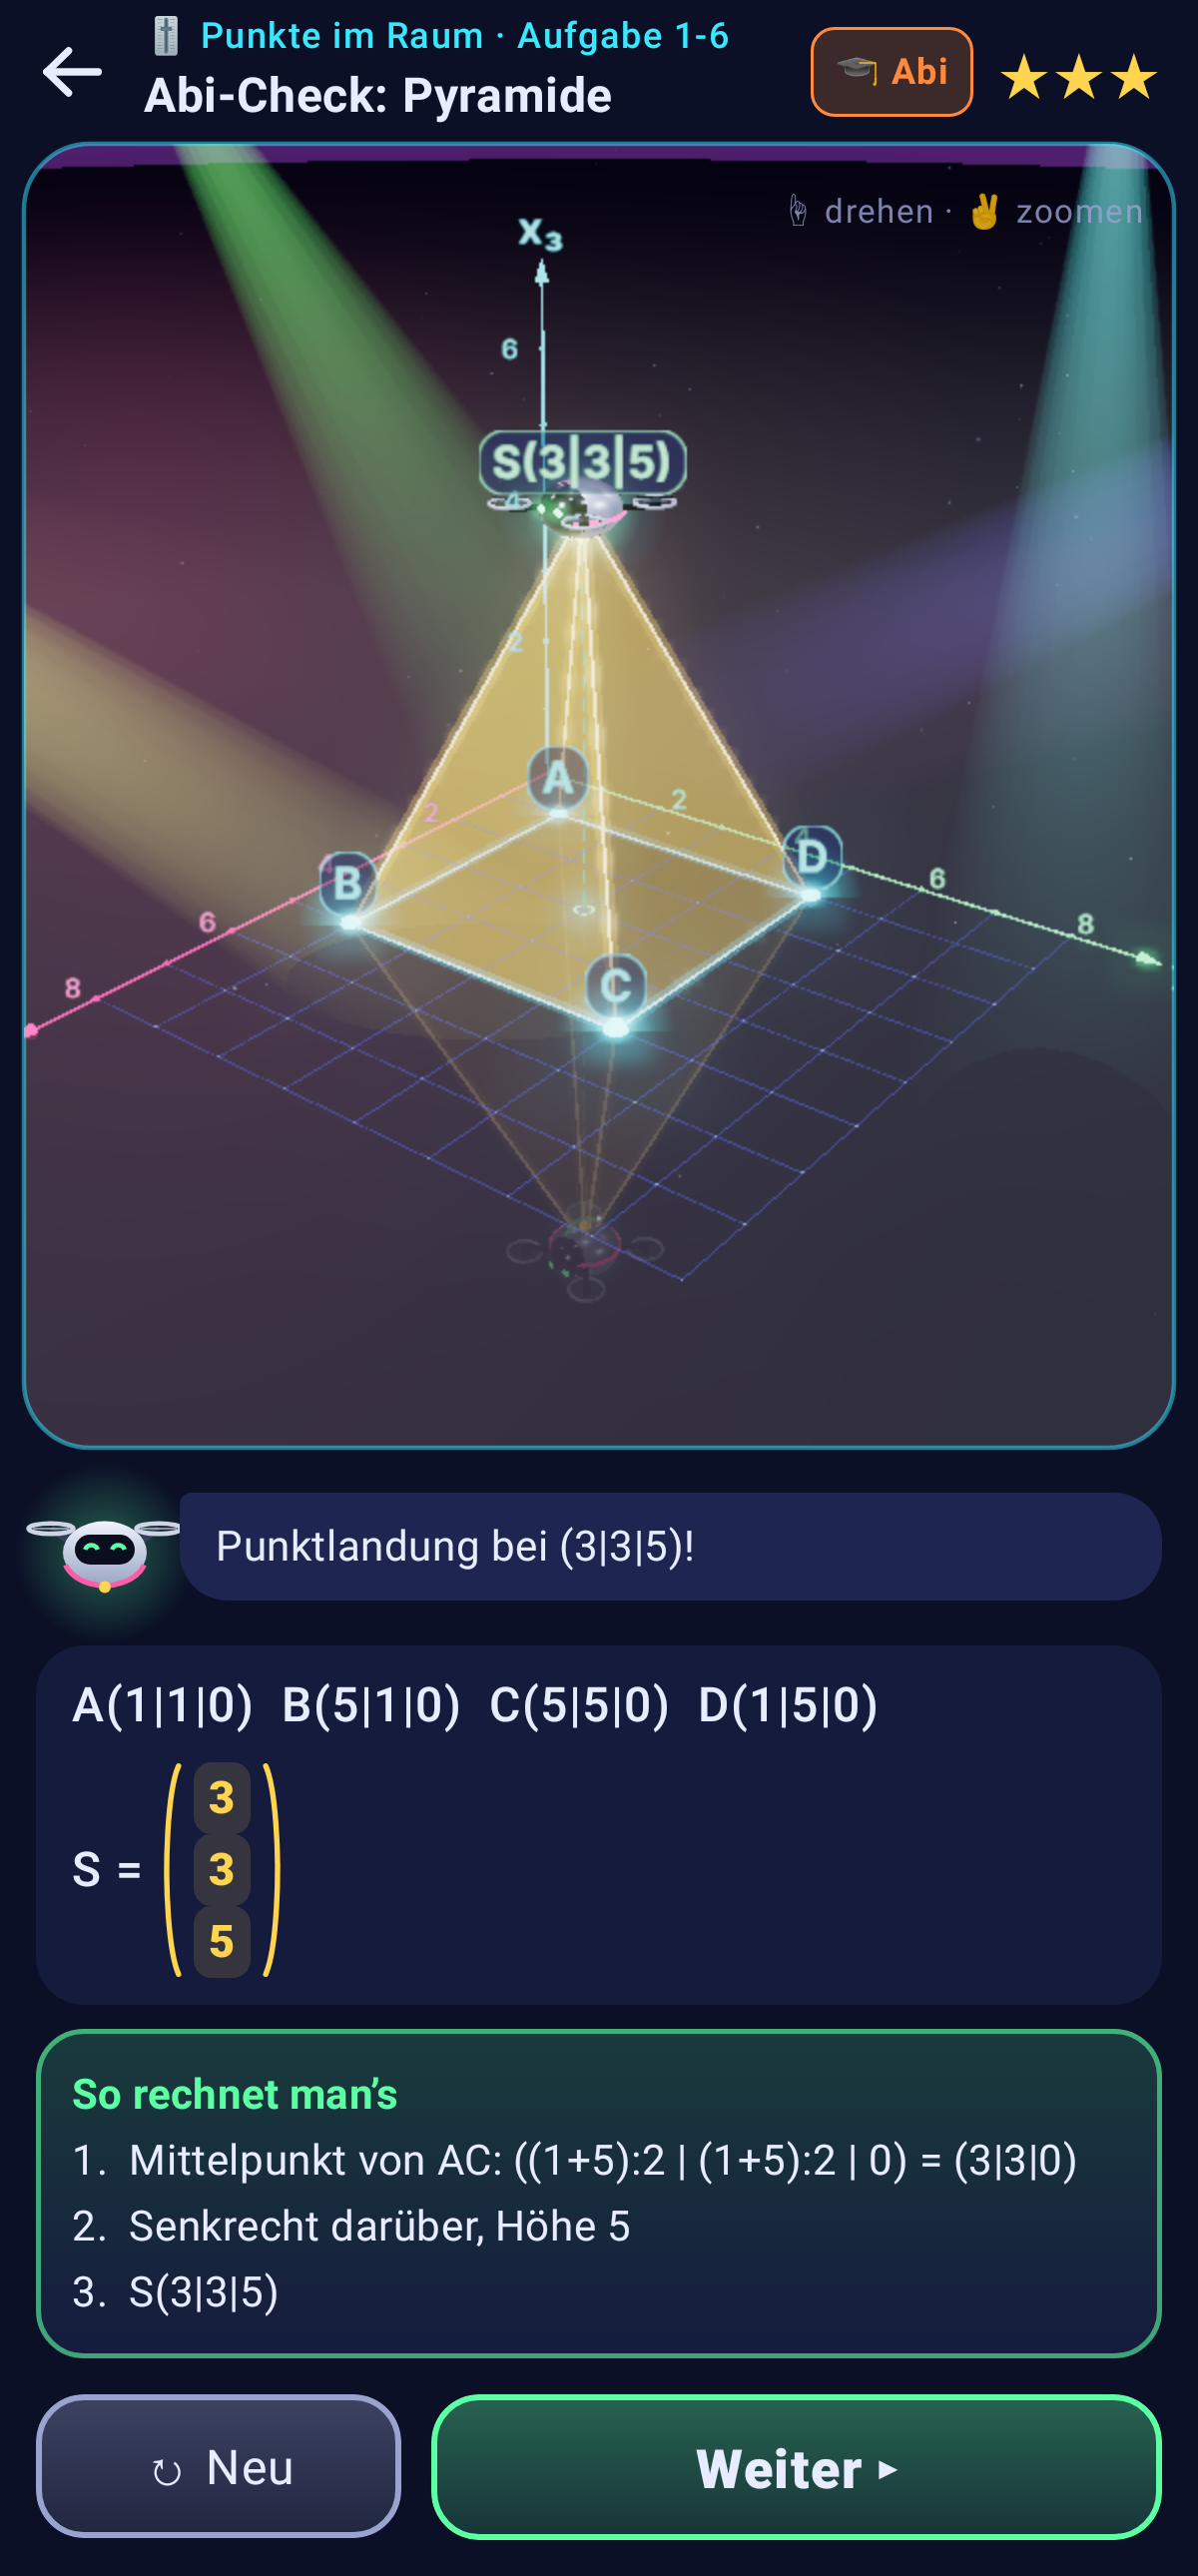 Punkte im Raum · Aufgabe 1-6
Abi-Check: Pyramide
Abi
drehen · zoomen
x₃
6
S(3|3|5)
4
2
A
2
2
4
B
4
D
6
6
8
8
C
Punktlandung bei (3|3|5)!
A(1|1|0) B(5|1|0) C(5|5|0) D(1|5|0)
3
S = 3
5
So rechnet man’s
1. Mittelpunkt von AC: ((1+5):2 | (1+5):2 | 0) = (3|3|0)
2. Senkrecht darüber, Höhe 5
3. S(3|3|5)
Neu
Weiter